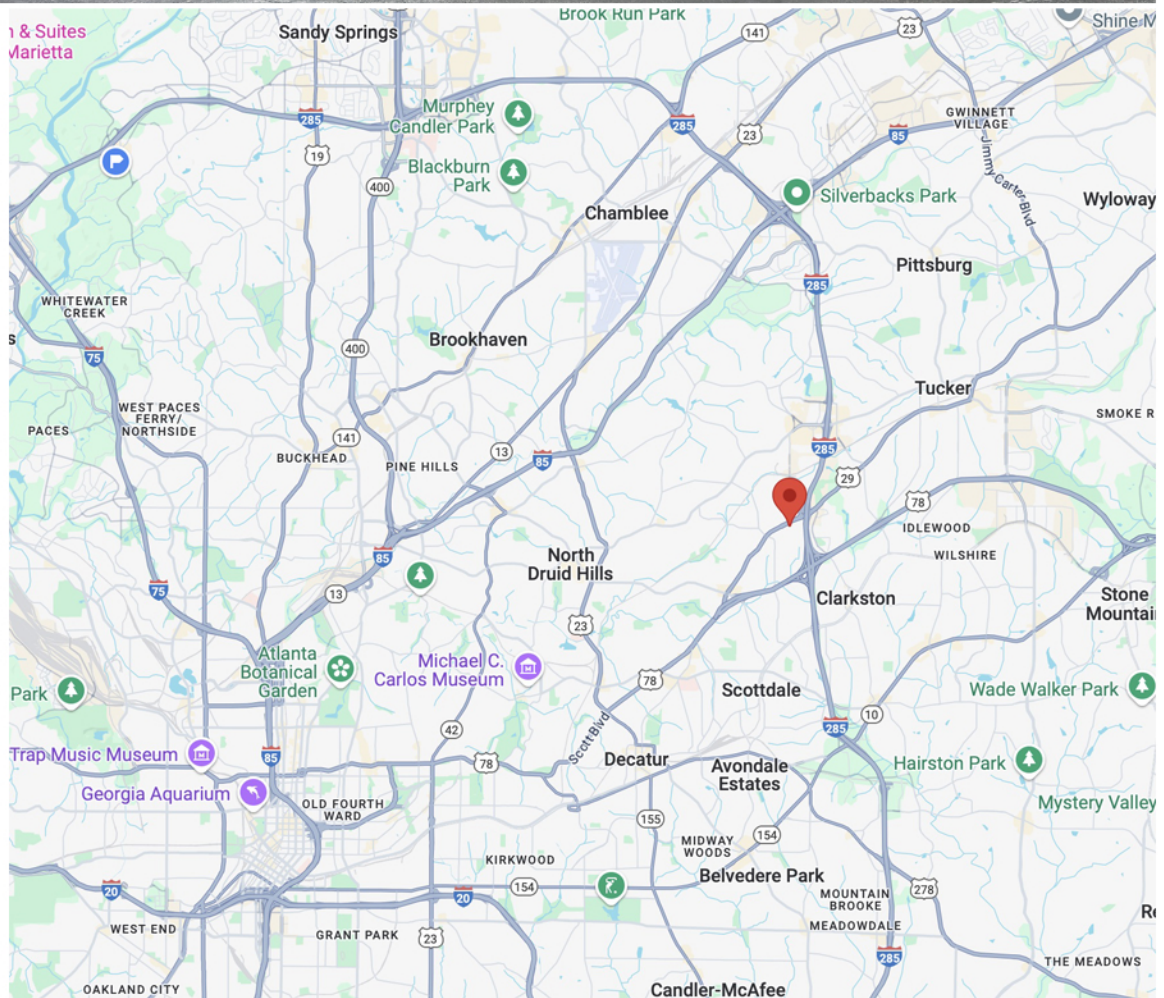 Brook Run Park
Shine M
n & Suites
Marietta
Sandy Springs
141
23
Murphey
Candler Park
285
285
23
85
GWINNETT
VILLAGE
Jimmy Carter Blvd
19
Blackburn
Park
400
Silverbacks Park
Wyloway
Chamblee
Pittsburg
285
WHITEWATER
CREEK
s
75
400
Brookhaven
Tucker
WEST PACES
FERRY/
NORTHSIDE
PACES
SMOKE R
141
BUCKHEAD
PINE HILLS
13
85
285
29
78
IDLEWOOD
WILSHIRE
85
North
Druid Hills
75
13
Clarkston
Stone
Mountain
23
Atlanta
Botanical
Garden
Michael C.
Carlos Museum
78
Scottdale
Wade Walker Park
Park
10
285
42
Scott Blvd
Trap Music Museum
85
78
Decatur
Avondale
Estates
Hairston Park
Georgia Aquarium
OLD FOURTH
WARD
Mystery Valley
155
154
MIDWAY
WOODS
KIRKWOOD
20
154
20
Belvedere Park
278
MOUNTAIN
BROOKE
MEADOWDALE
Re
WEST END
GRANT PARK
23
285
THE MEADOWS
OAKLAND CITY
Candler-McAfee